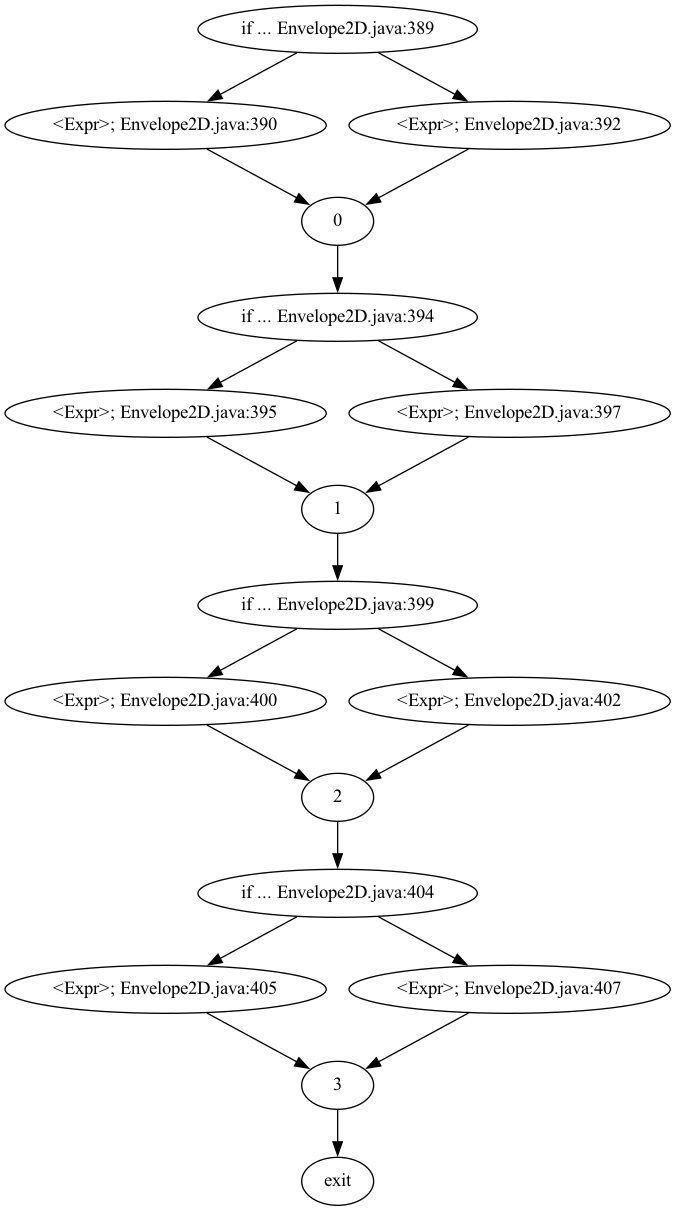 if ... Envelope2D.java:389
<Expr>; Envelope2D.java:390
<Expr>; Envelope2D.java:392
0
if ... Envelope2D.java:394
<Expr>; Envelope2D.java:395
<Expr>; Envelope2D.java:397
1
if ... Envelope2D.java:399
<Expr>; Envelope2D.java:400
<Expr>; Envelope2D.java:402
2
if ... Envelope2D.java:404
<Expr>; Envelope2D.java:405
<Expr>; Envelope2D.java:407
3
exit